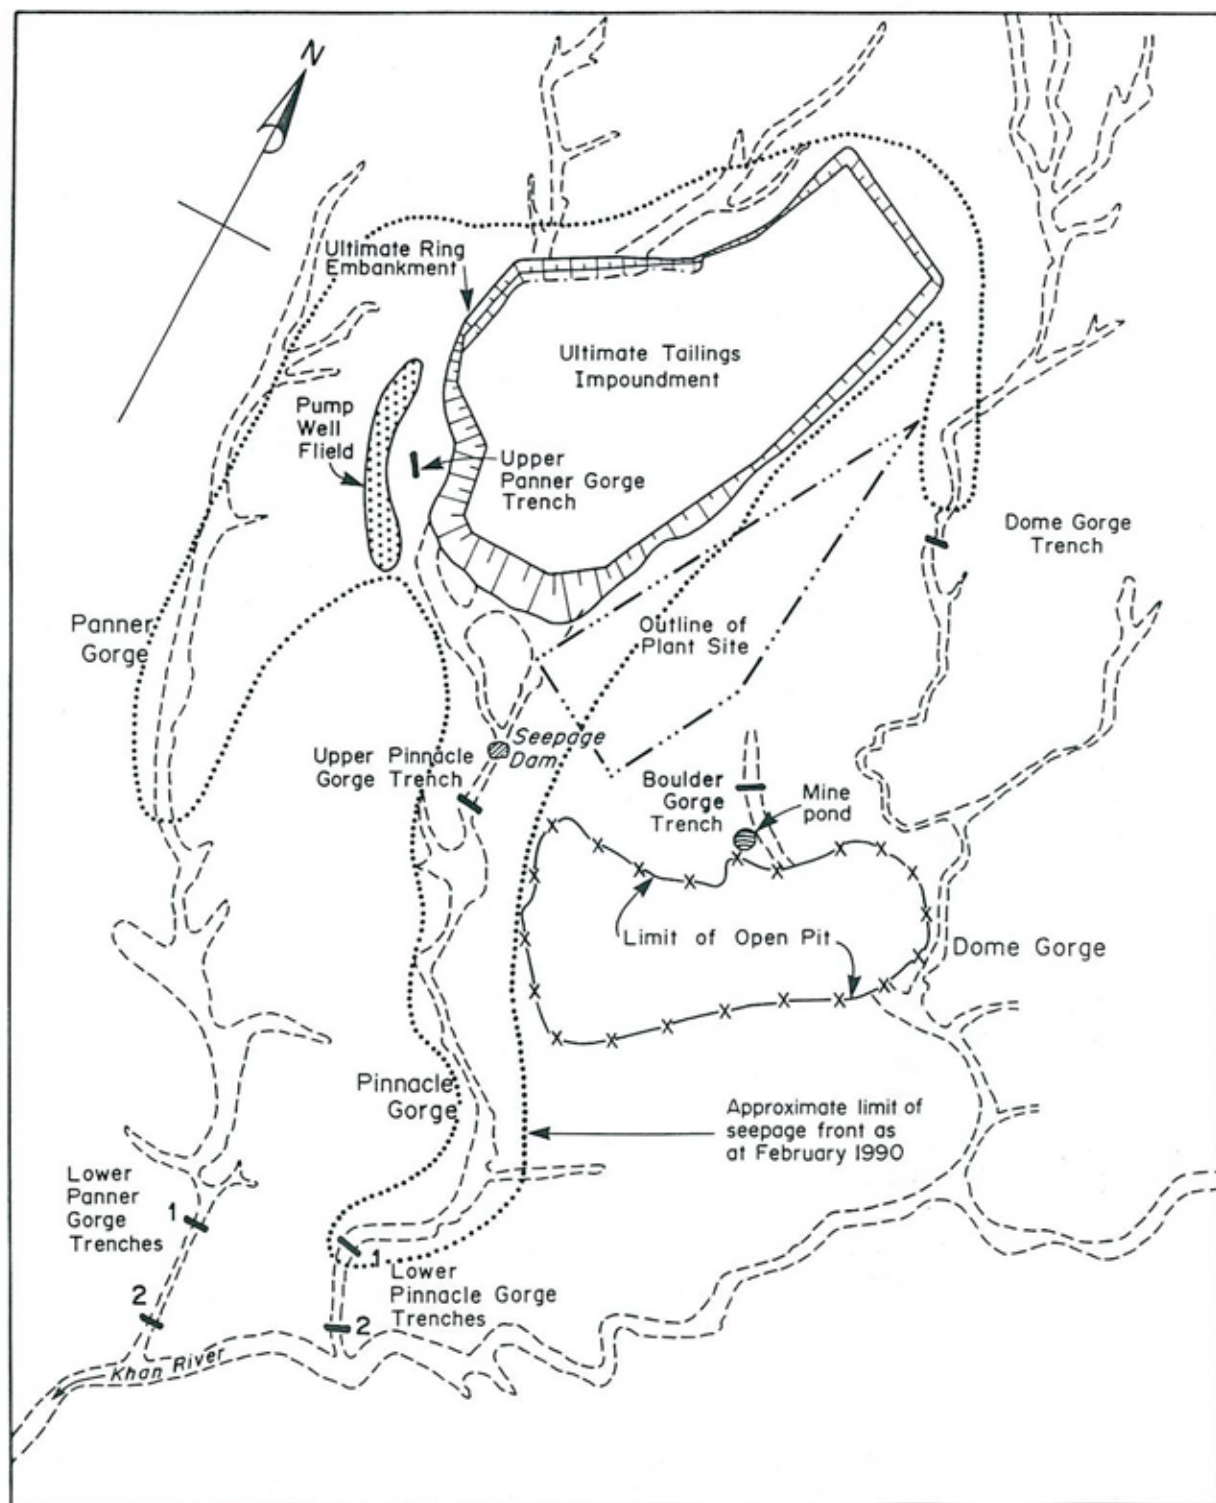 N
Ultimate Ring
Embankment
Ultimate Tailings
Impoundment
Pump
Well
Flield
Upper
Panner Gorge
Trench
Dome Gorge
Trench
Panner
Gorge
Outline of
Plant Site
Seepage
Dam
Upper Pinnacle
Gorge Trench
Boulder
Gorge
Trench
Mine
pond
Limit of Open Pit
Dome Gorge
Pinnacle
Gorge
Approximate limit of
seepage front as
at February 1990
Lower
Panner
Gorge
Trenches
1
2
1
Lower
Pinnacle Gorge
Trenches
2
Khan River